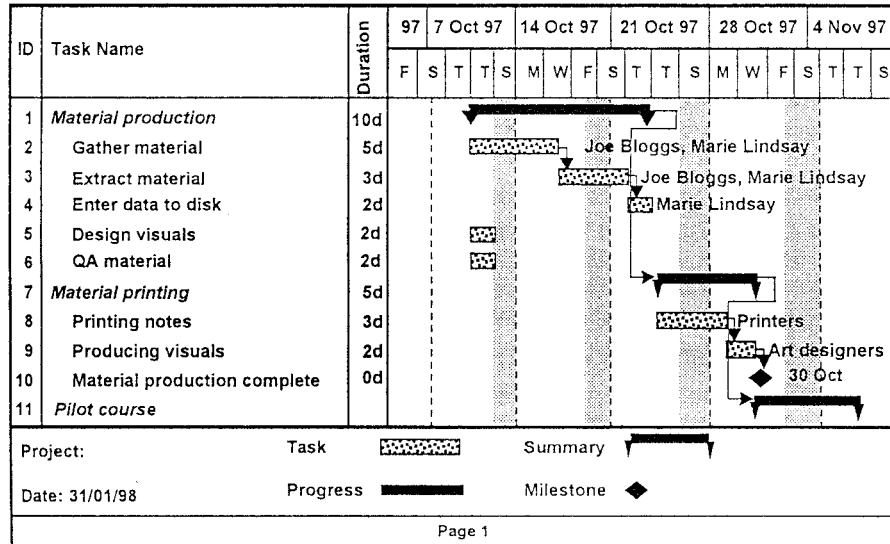 97 7 Oct 97 14 Oct 97 21 Oct 97 28 Oct 97 4 Nov 97
ID Task Name Duration
F S T T S M W F S T T S M W F S T T S
1 Material production 10d
2 Gather material 5d Joe Bloggs, Marie Lindsay
3 Extract material 3d Joe Bloggs, Marie Lindsay
4 Enter data to disk 2d Marie Lindsay
5 Design visuals 2d
6 QA material 2d
7 Material printing 5d
8 Printing notes 3d Printers
9 Producing visuals 2d Art designers
10 Material production complete 0d 30 Oct
11 Pilot course
Project: Task Summary
Date: 31/01/98 Progress Milestone
Page 1